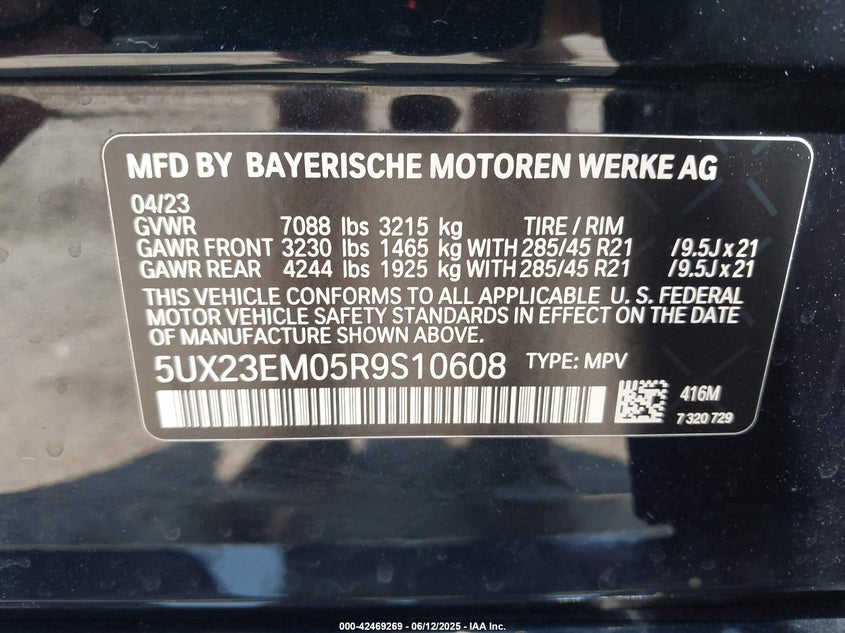 MFD BY BAYERISCHE MOTOREN WERKE AG
04/23
GVWR 7088 lbs 3215 kg TIRE / RIM
GAWR FRONT 3230 lbs 1465 kg WITH 285/45 R21 /9.5J x 21
GAWR REAR 4244 lbs 1925 kg WITH 285/45 R21 /9.5J x 21
THIS VEHICLE CONFORMS TO ALL APPLICABLE U. S. FEDERAL
MOTOR VEHICLE SAFETY STANDARDS IN EFFECT ON THE DATE
OF MANUFACTURE SHOWN ABOVE.
5UX23EM05R9S10608 TYPE: MPV
416M
7 320 729
000-42469269 - 06/12/2025 - IAA Inc.